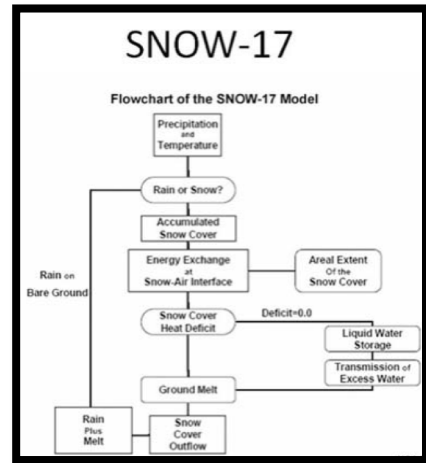 SNOW-17
Flowchart of the SNOW-17 Model
Precipitation
and
Temperature
Rain or Snow?
Accumulated
Snow Cover
Energy Exchange
at
Snow-Air Interface
Areal Extent
Of the
Snow Cover
Rain on
Bare Ground
Snow Cover
Heat Deficit
Deficit=0.0
Liquid Water
Storage
Transmission of
Excess Water
Ground Melt
Rain
Plus
Melt
Snow
Cover
Outflow